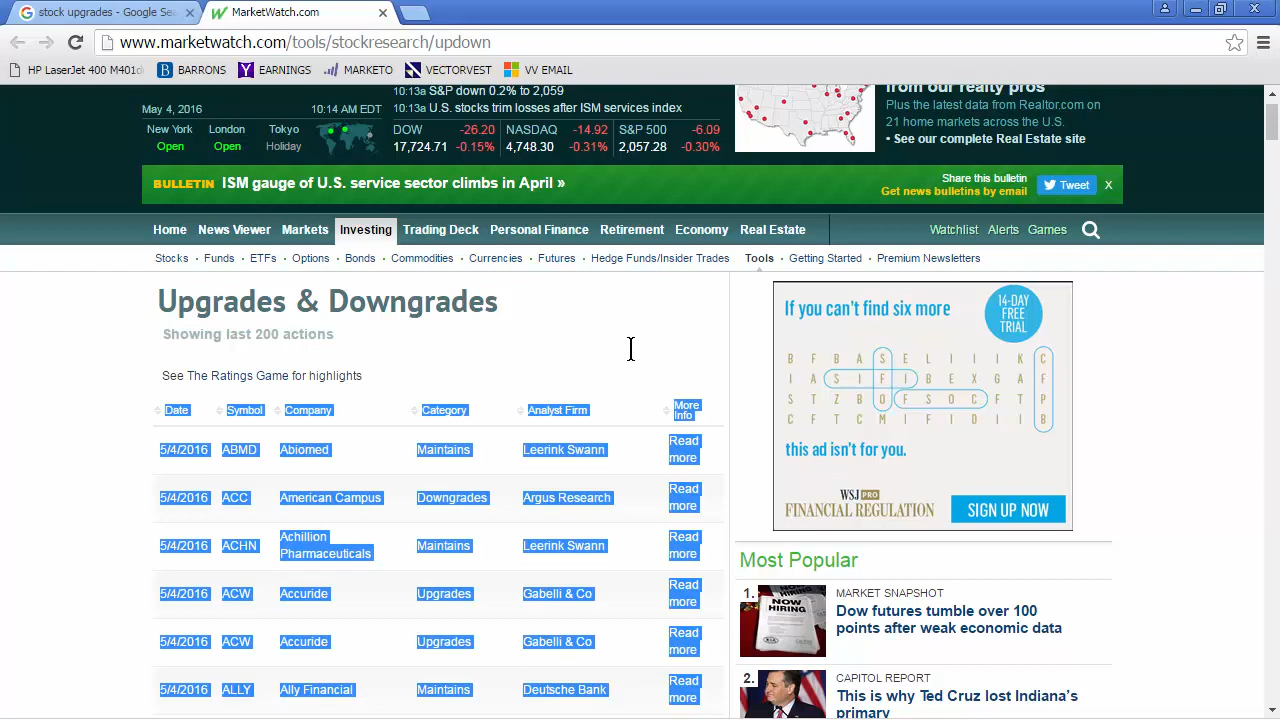 stock upgrades - Google Sea
MarketWatch.com
www.marketwatch.com/tools/stockresearch/updown
HP LaserJet 400 M401d
BARRONS
EARNINGS
MARKETO
VECTORVEST
VV EMAIL
May 4, 2016
10:14 AM EDT
New York
London
Tokyo
Open
Open
Holiday
10:13a S&P down 0.2% to 2,059
10:13a U.S. stocks trim losses after ISM services index
DOW -26.20 NASDAQ -14.92 S&P 500 -6.09
17,724.71 -0.15% 4,748.30 -0.31% 2,057.28 -0.30%
from our realty pros
Plus the latest data from Realtor.com on
21 home markets across the U.S.
• See our complete Real Estate site
BULLETIN ISM gauge of U.S. service sector climbs in April »
Share this bulletin
Get news bulletins by email
Tweet
X
Home News Viewer Markets Investing Trading Deck Personal Finance Retirement Economy Real Estate
Watchlist Alerts Games
Stocks • Funds • ETFs • Options • Bonds • Commodities • Currencies • Futures • Hedge Funds/Insider Trades Tools • Getting Started • Premium Newsletters
Upgrades & Downgrades
Showing last 200 actions
See The Ratings Game for highlights
Date Symbol Company Category Analyst Firm More Info
5/4/2016 ABMD Abiomed Maintains Leerink Swann Read more
5/4/2016 ACC American Campus Downgrades Argus Research Read more
5/4/2016 ACHN Achillion Pharmaceuticals Maintains Leerink Swann Read more
5/4/2016 ACW Accuride Upgrades Gabelli & Co Read more
5/4/2016 ACW Accuride Upgrades Gabelli & Co Read more
5/4/2016 ALLY Ally Financial Maintains Deutsche Bank Read more
If you can't find six more
14-DAY
FREE
TRIAL
B F B A S E L I I I K C
I A S I F I B E X G A F
S T Z B O F S O C F T P
C F T C M I F I D I I B
this ad isn't for you.
WSJ PRO
FINANCIAL REGULATION
SIGN UP NOW
Most Popular
1.
NOW
HIRING
MARKET SNAPSHOT
Dow futures tumble over 100
points after weak economic data
2.
CAPITOL REPORT
This is why Ted Cruz lost Indiana's
primary